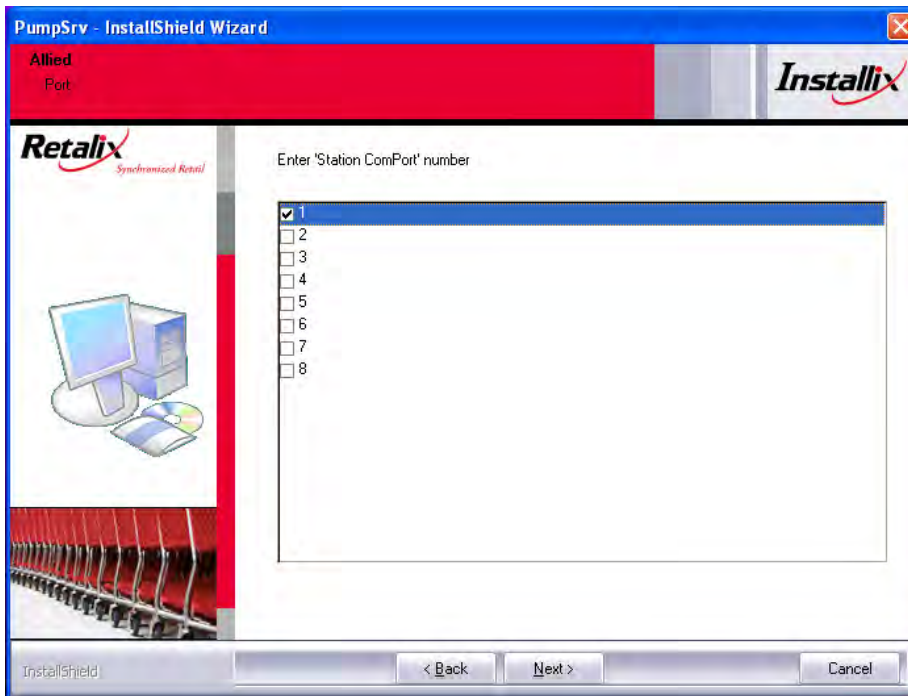 PumpSrv - InstallShield Wizard
Allied
Port
Installix
Retalix
Synchronized Retail
Enter 'Station ComPort' number
1
2
3
4
5
6
7
8
InstallShield
< Back
Next >
Cancel